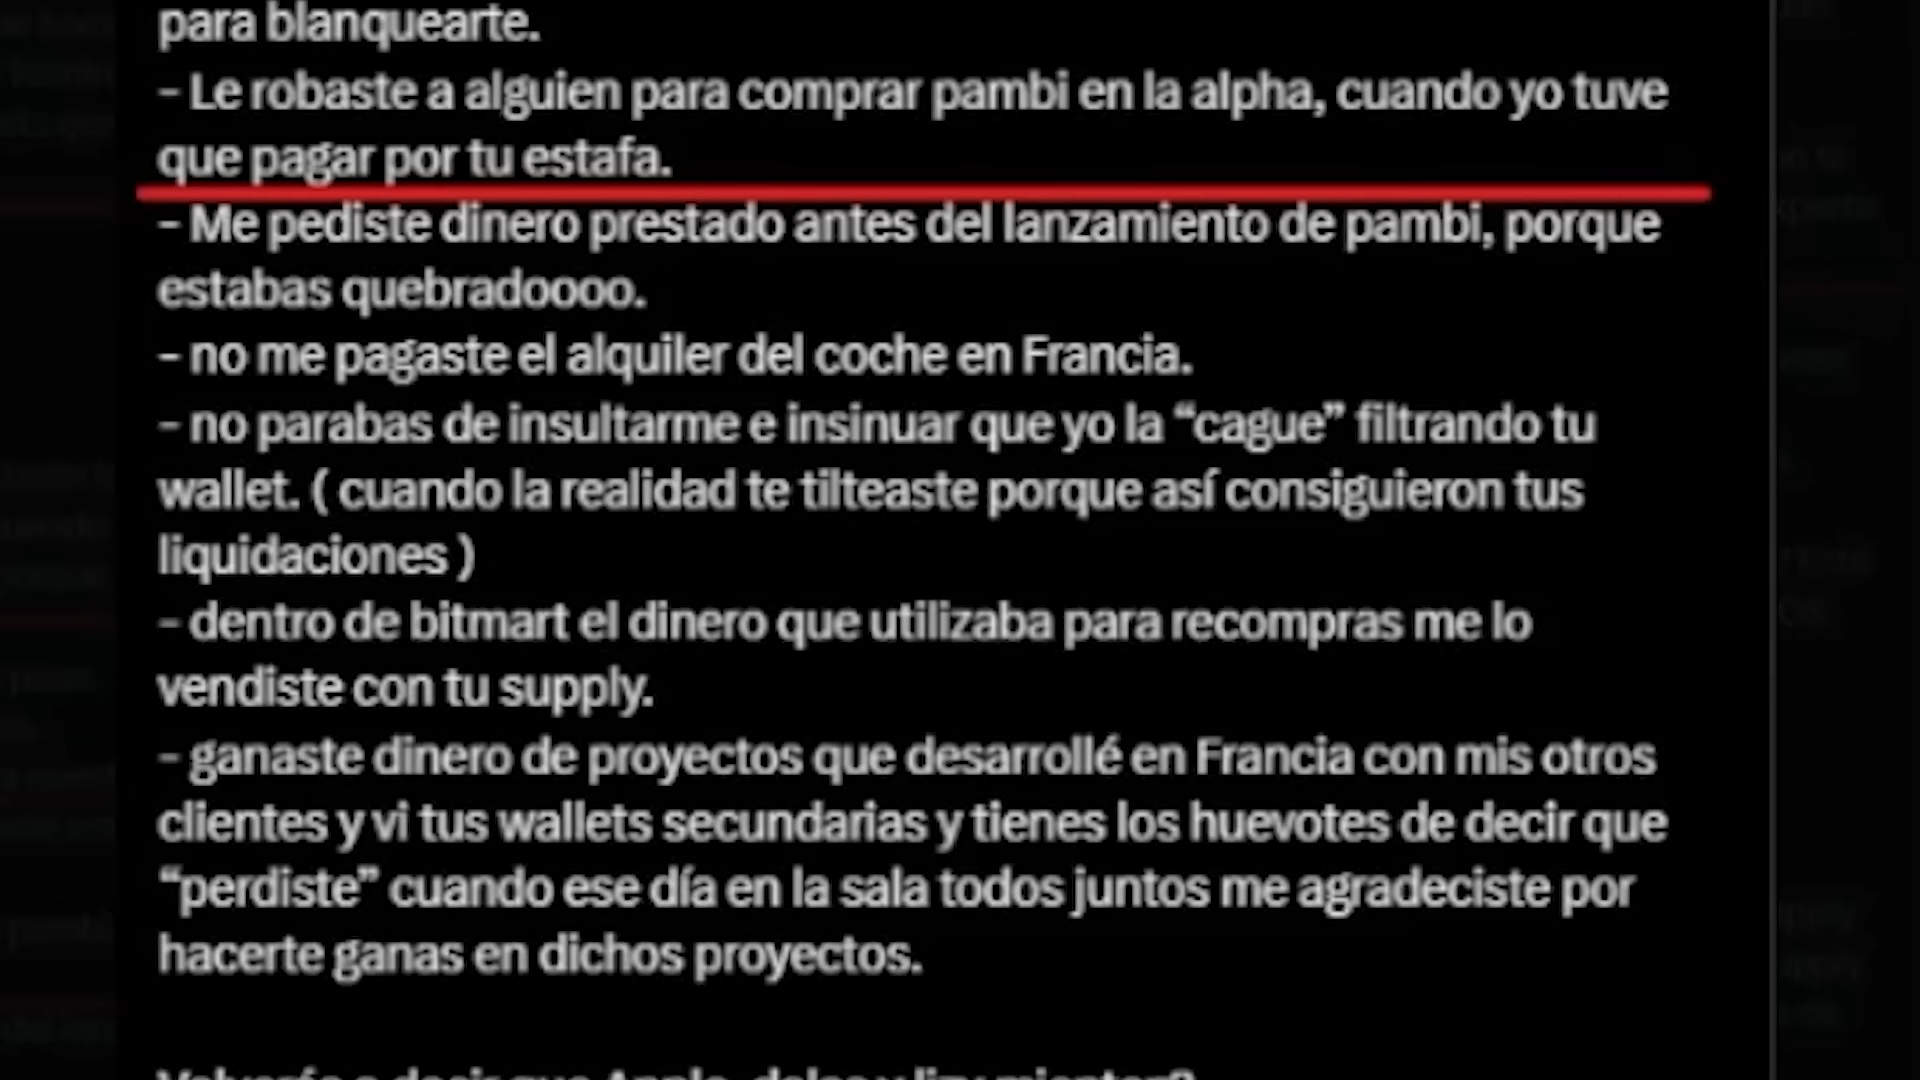 para blanquearte.
- Le robaste a alguien para comprar pambi en la alpha, cuando yo tuve
que pagar por tu estafa.
- Me pediste dinero prestado antes del lanzamiento de pambi, porque
estabas quebradoooo.
- no me pagaste el alquiler del coche en Francia.
- no parabas de insultarme e insinuar que yo la “cague” filtrando tu
wallet. ( cuando la realidad te tilteaste porque así consiguieron tus
liquidaciones )
- dentro de bitmart el dinero que utilizaba para recompras me lo
vendiste con tu supply.
- ganaste dinero de proyectos que desarrollé en Francia con mis otros
clientes y vi tus wallets secundarias y tienes los huevotes de decir que
“perdiste” cuando ese día en la sala todos juntos me agradeciste por
hacerte ganas en dichos proyectos.